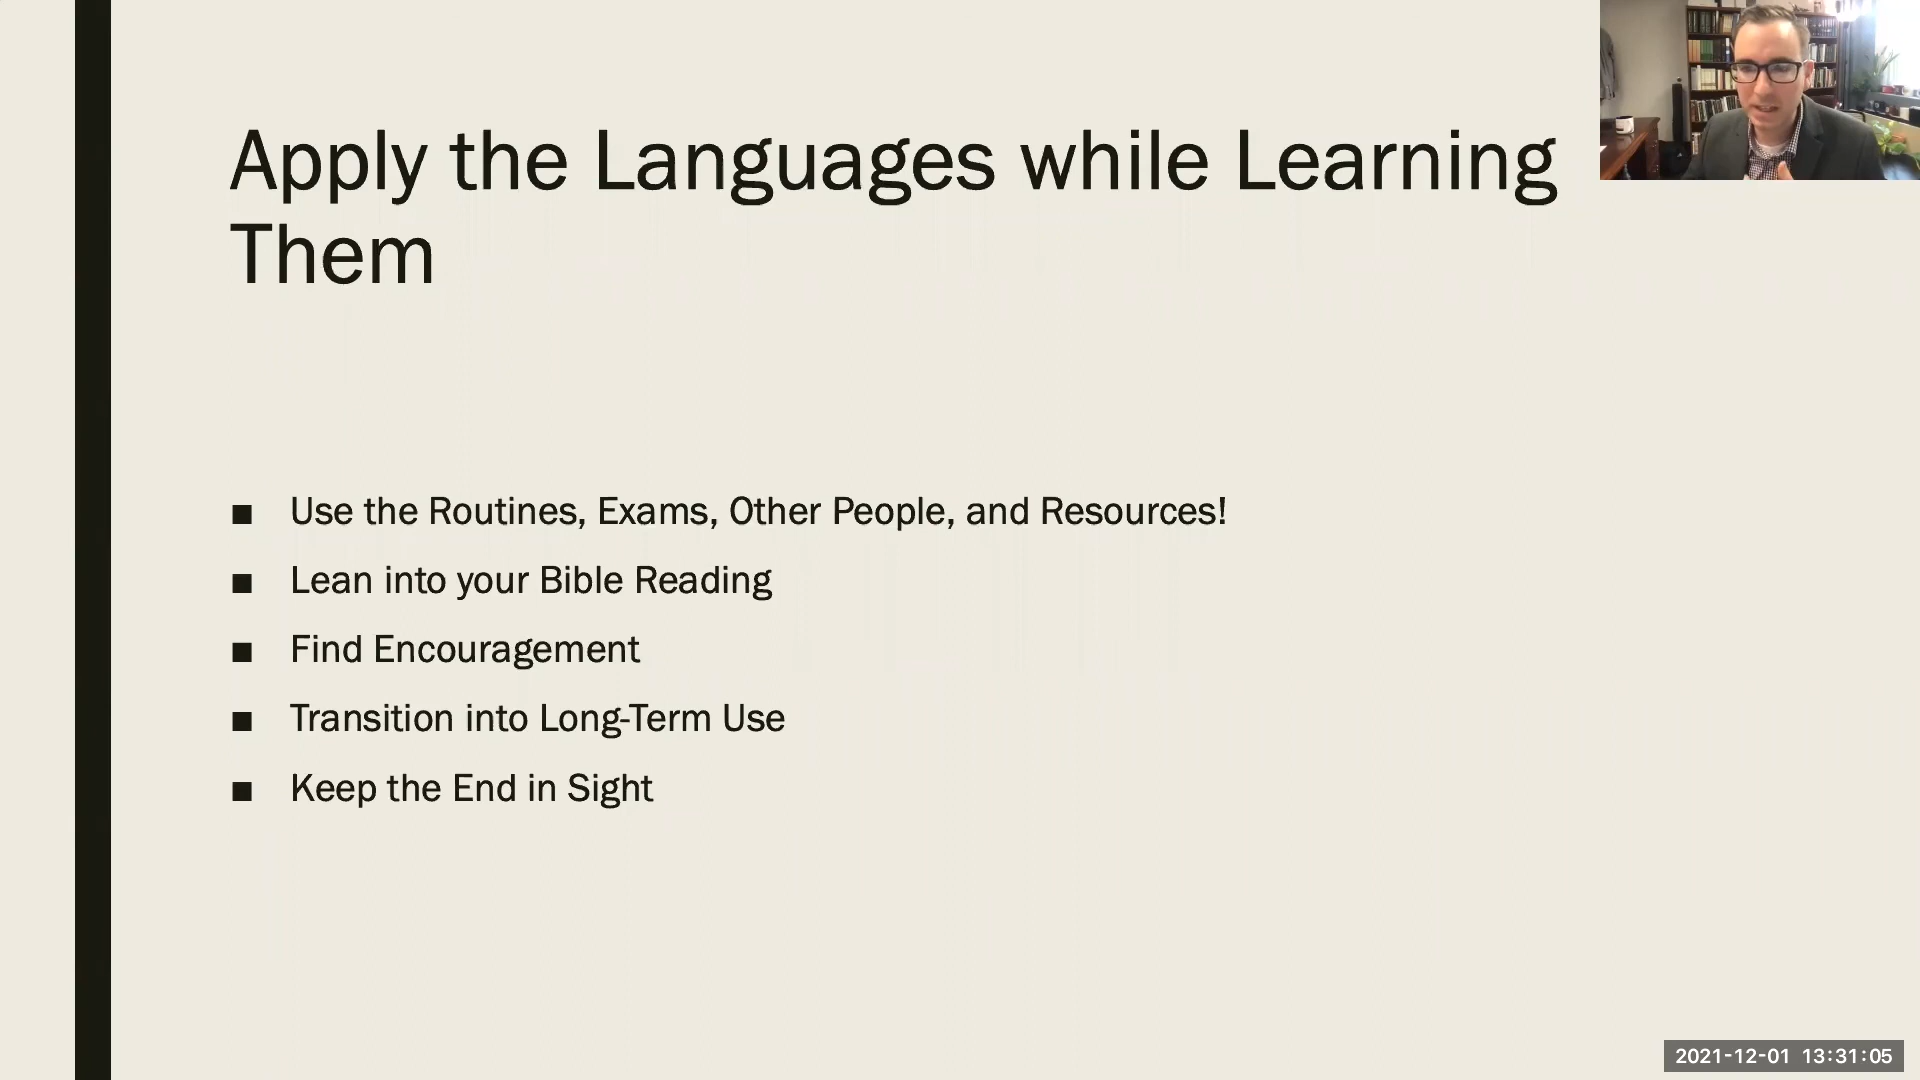 Apply the Languages while Learning
Them
■ Use the Routines, Exams, Other People, and Resources!
■ Lean into your Bible Reading
■ Find Encouragement
■ Transition into Long-Term Use
■ Keep the End in Sight
2021-12-01 13:31:05